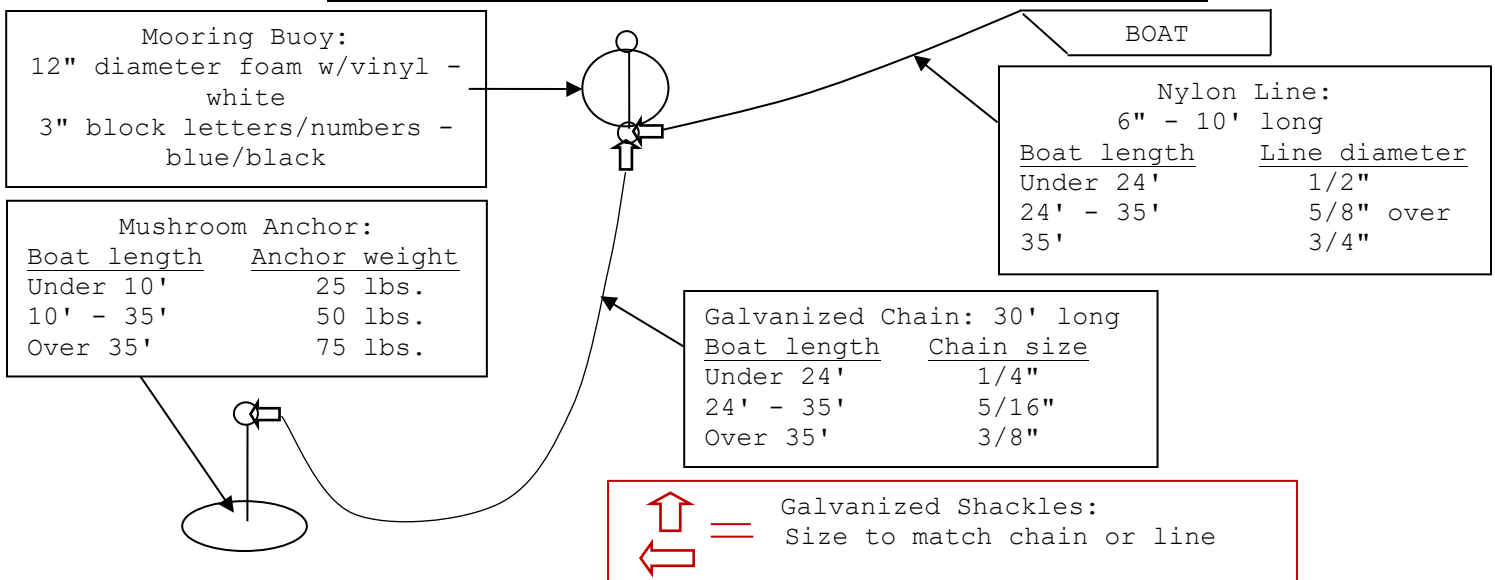 Mooring Buoy:
12" diameter foam w/vinyl -
white
3" block letters/numbers -
blue/black
BOAT
Nylon Line:
6" - 10' long
Boat length Line diameter
Under 24' 1/2"
24' - 35' 5/8" over
35' 3/4"
Mushroom Anchor:
Boat length Anchor weight
Under 10' 25 lbs.
10' - 35' 50 lbs.
Over 35' 75 lbs.
Galvanized Chain: 30' long
Boat length Chain size
Under 24' 1/4"
24' - 35' 5/16"
Over 35' 3/8"
Galvanized Shackles:
Size to match chain or line